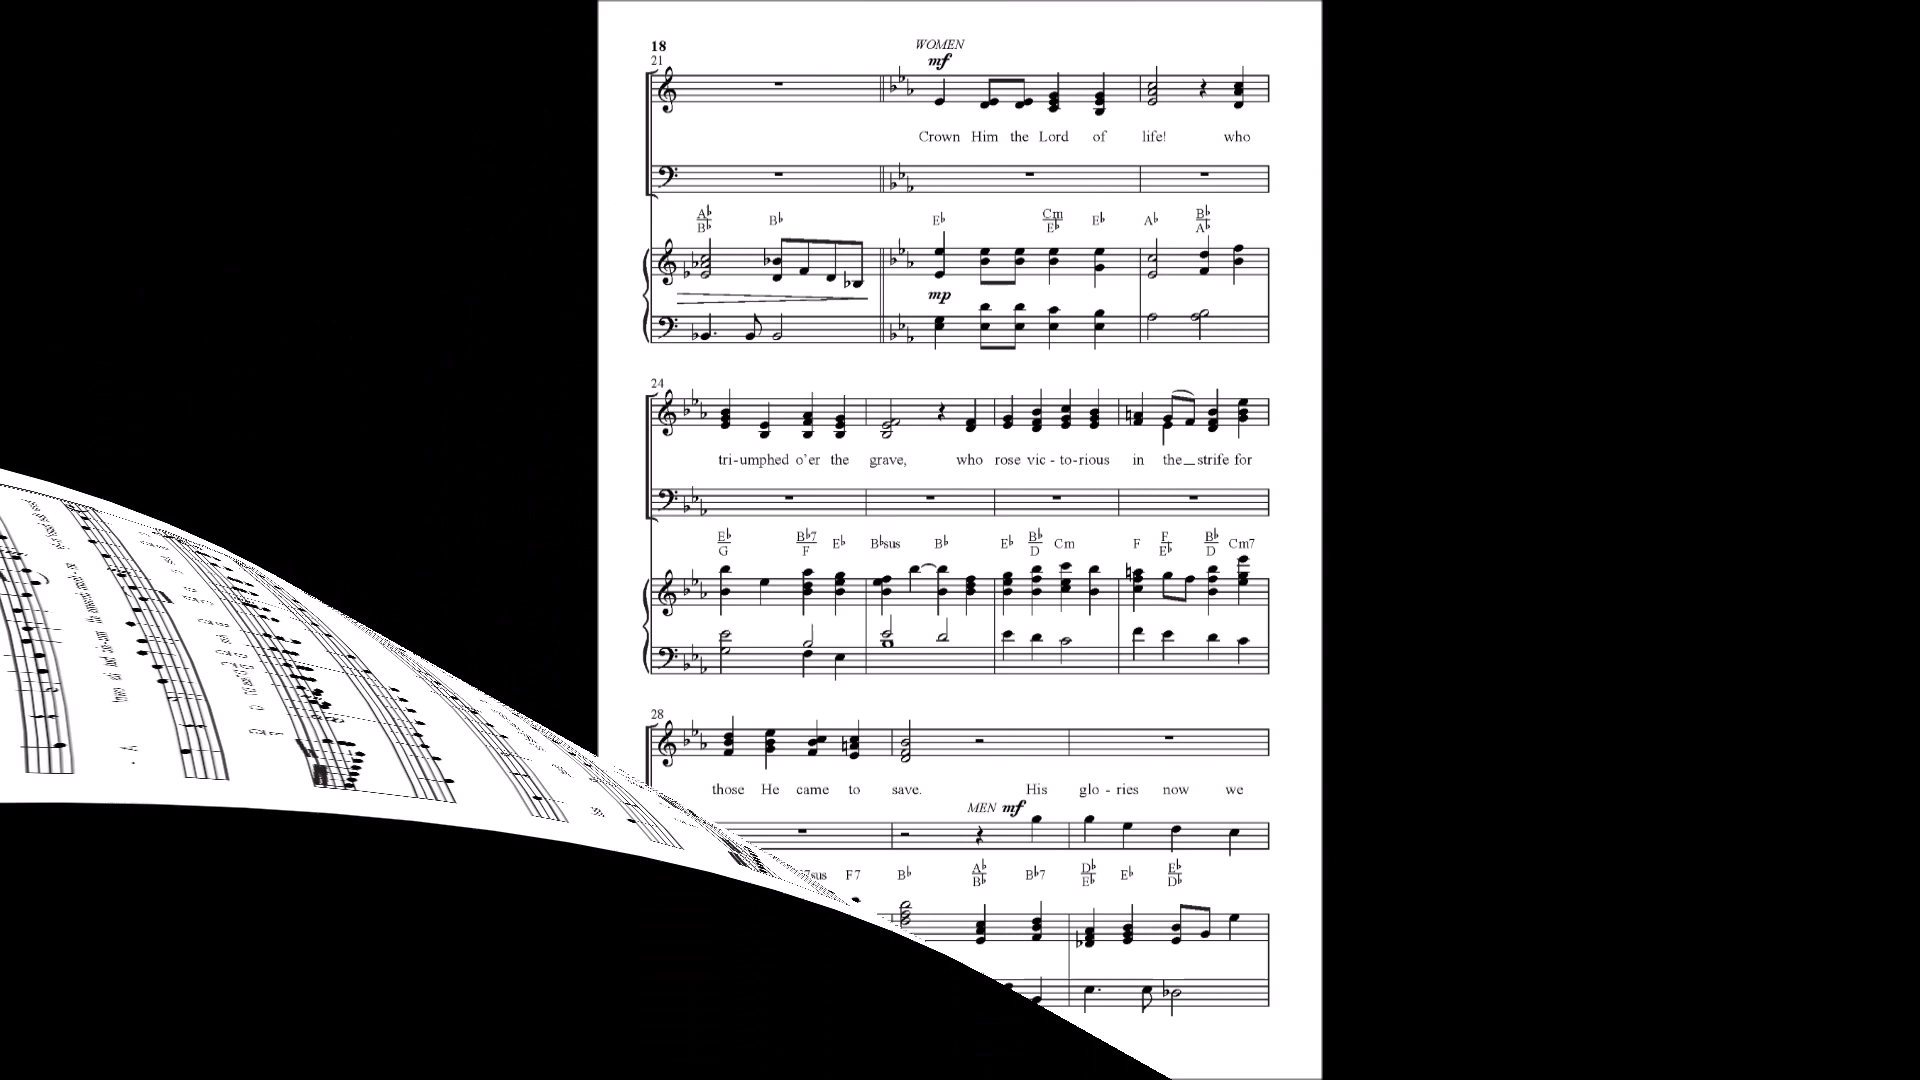 18
21
WOMEN
mf
Crown Him the Lord of life! who
A♭/B♭ B♭ E♭ Cm/E♭ E♭ A♭ B♭/A♭
mp
24
tri-umphed o'er the grave, who rose vic - to-rious in the strife for
E♭/G B♭7/F E♭ B♭sus B♭ E♭ B♭/D Cm F F/E♭ B♭/D Cm7
28
those He came to save. His glo - ries now we
MEN mf
7sus F7 B♭ A♭/B♭ B♭7 D♭/E♭ E♭ E♭/D♭